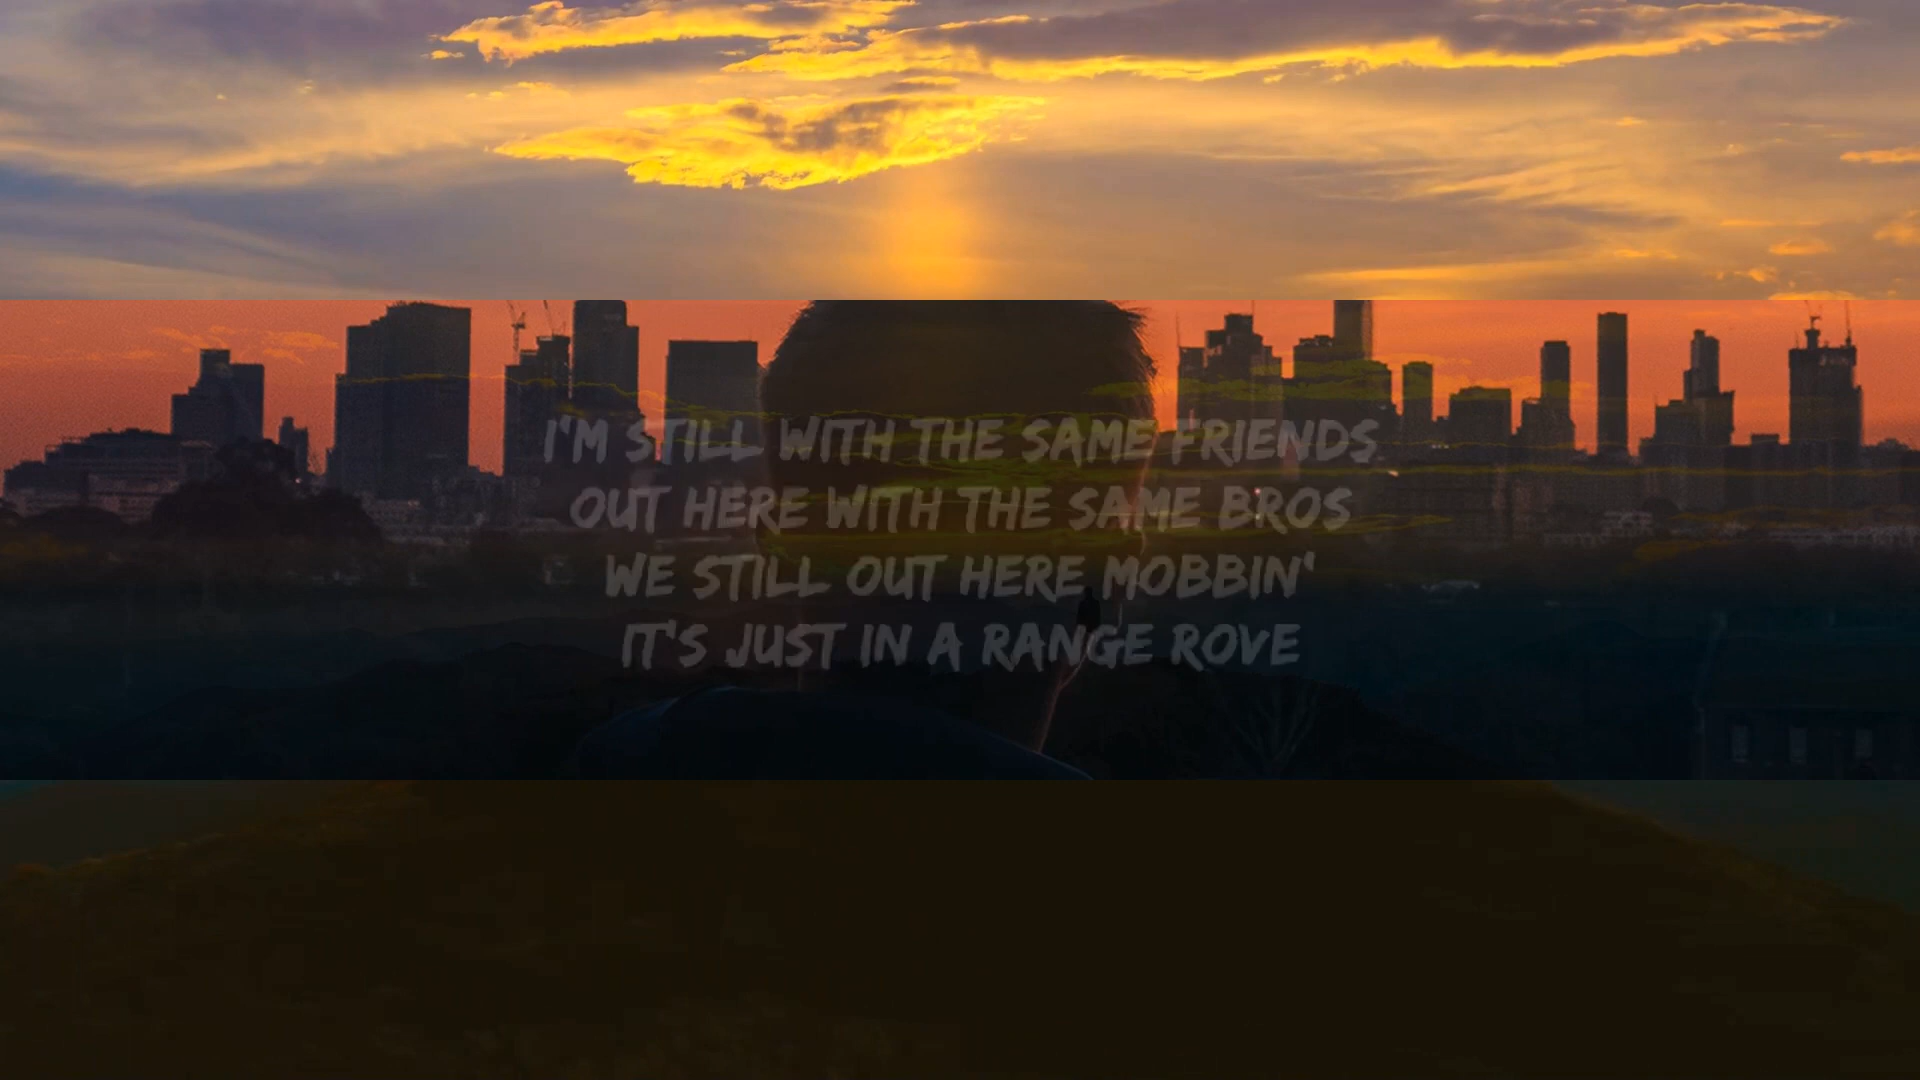 I'M STILL WITH THE SAME FRIENDS
OUT HERE WITH THE SAME BROS
WE STILL OUT HERE MOBBIN'
IT'S JUST IN A RANGE ROVE